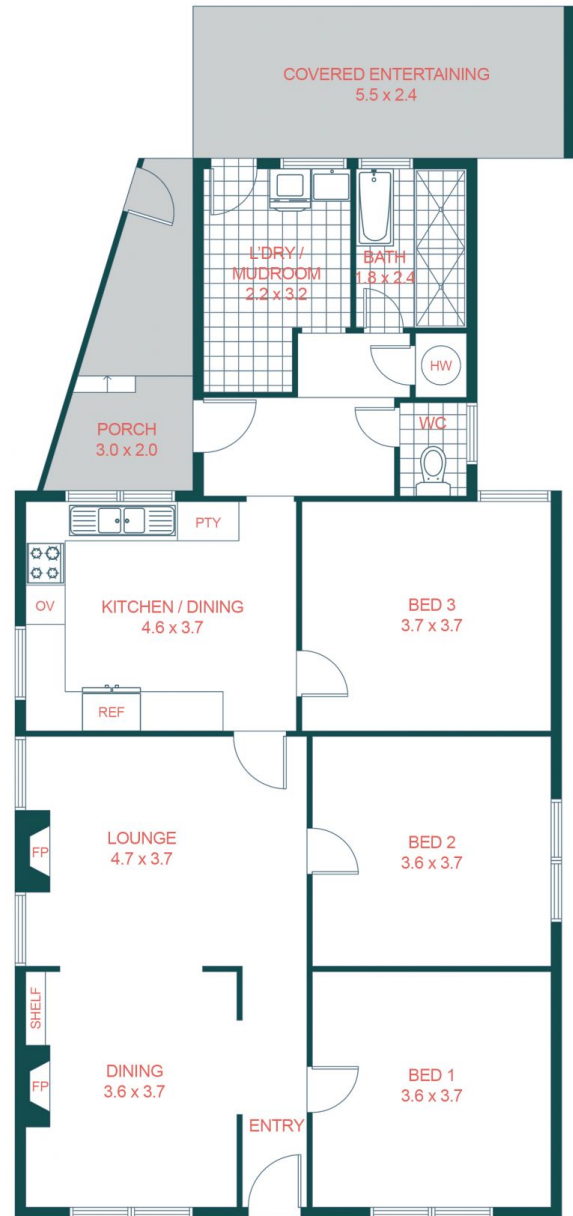 COVERED ENTERTAINING
5.5 x 2.4
L'DRY /
MUDROOM
2.2 x 3.2
BATH
1.8 x 2.4
HW
WC
PORCH
3.0 x 2.0
PTY
OV
KITCHEN / DINING
4.6 x 3.7
REF
BED 3
3.7 x 3.7
LOUNGE
4.7 x 3.7
FP
BED 2
3.6 x 3.7
SHELF
FP
DINING
3.6 x 3.7
BED 1
3.6 x 3.7
ENTRY